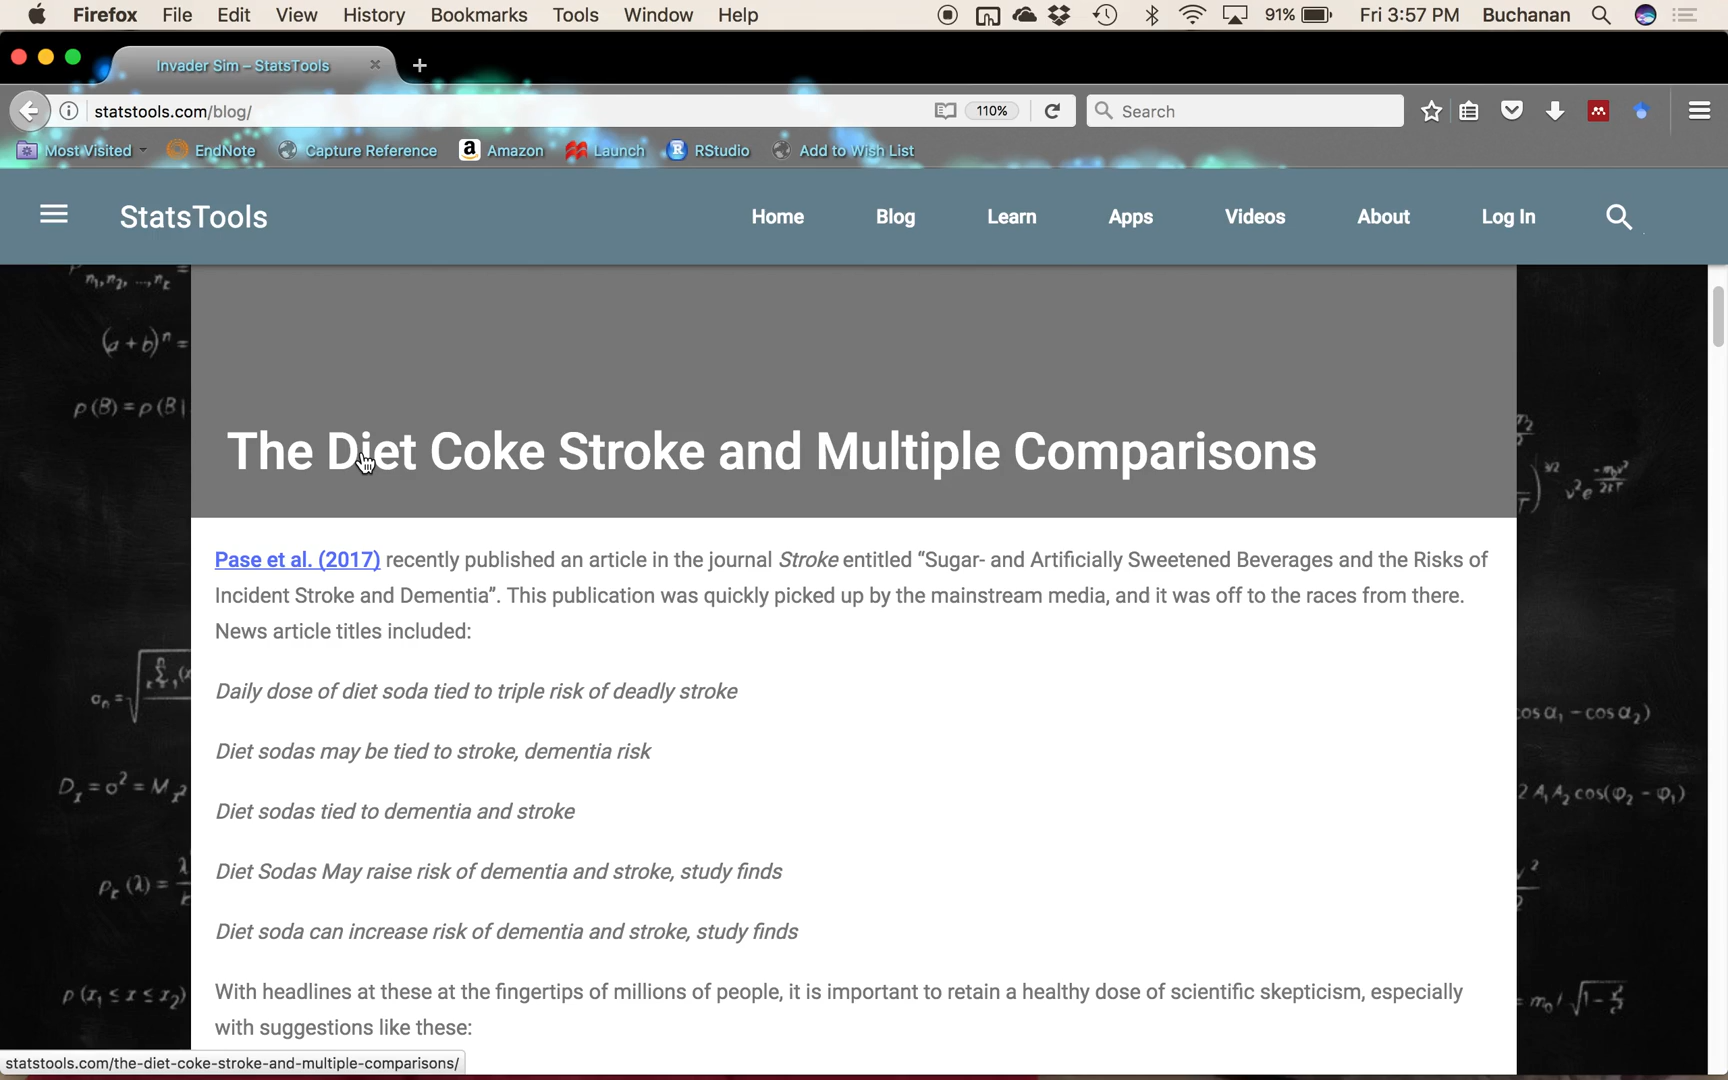 Firefox File Edit View History Bookmarks Tools Window Help 91% Fri 3:57 PM Buchanan
Invader Sim – StatsTools
statstools.com/blog/ 110% Search
Most Visited EndNote Capture Reference Amazon Launch RStudio Add to Wish List
StatsTools Home Blog Learn Apps Videos About Log In
The Diet Coke Stroke and Multiple Comparisons
Pase et al. (2017) recently published an article in the journal Stroke entitled “Sugar- and Artificially Sweetened Beverages and the Risks of
Incident Stroke and Dementia”. This publication was quickly picked up by the mainstream media, and it was off to the races from there.
News article titles included:
Daily dose of diet soda tied to triple risk of deadly stroke
Diet sodas may be tied to stroke, dementia risk
Diet sodas tied to dementia and stroke
Diet Sodas May raise risk of dementia and stroke, study finds
Diet soda can increase risk of dementia and stroke, study finds
With headlines at these at the fingertips of millions of people, it is important to retain a healthy dose of scientific skepticism, especially
with suggestions like these:
statstools.com/the-diet-coke-stroke-and-multiple-comparisons/